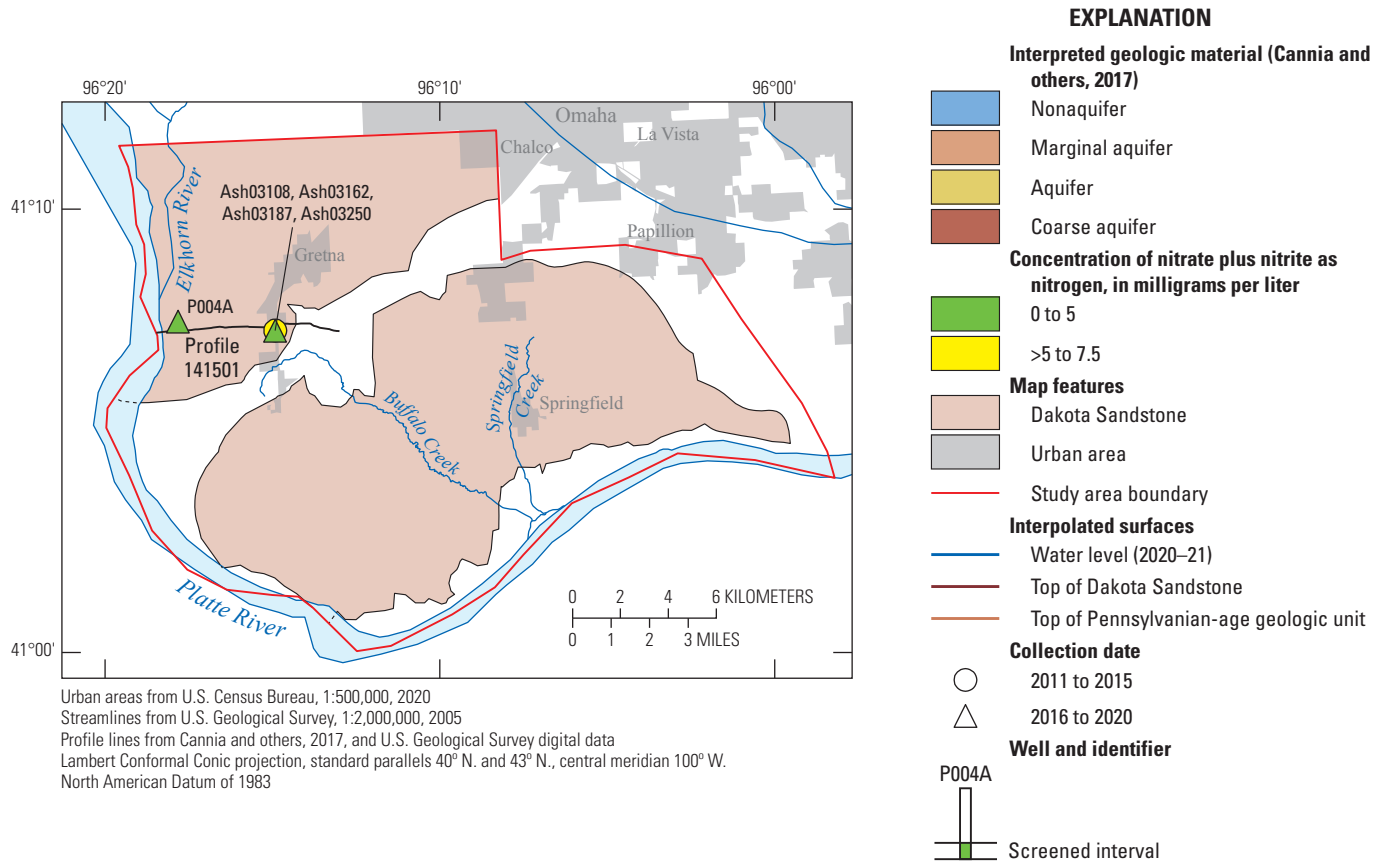 96°20'
96°10'
96°00'
41°10'
41°00'
Omaha
La Vista
Chalco
Papillion
Gretna
Springfield
Elkhorn River
Ash03108, Ash03162,
Ash03187, Ash03250
P004A
Profile
141501
Buffalo Creek
Springfield
Creek
Platte River
0 2 4 6 KILOMETERS
0 1 2 3 MILES
Urban areas from U.S. Census Bureau, 1:500,000, 2020
Streamlines from U.S. Geological Survey, 1:2,000,000, 2005
Profile lines from Cannia and others, 2017, and U.S. Geological Survey digital data
Lambert Conformal Conic projection, standard parallels 40° N. and 43° N., central meridian 100° W.
North American Datum of 1983
EXPLANATION
Interpreted geologic material (Cannia and
others, 2017)
Nonaquifer
Marginal aquifer
Aquifer
Coarse aquifer
Concentration of nitrate plus nitrite as
nitrogen, in milligrams per liter
0 to 5
>5 to 7.5
Map features
Dakota Sandstone
Urban area
Study area boundary
Interpolated surfaces
Water level (2020–21)
Top of Dakota Sandstone
Top of Pennsylvanian-age geologic unit
Collection date
2011 to 2015
2016 to 2020
Well and identifier
P004A
Screened interval